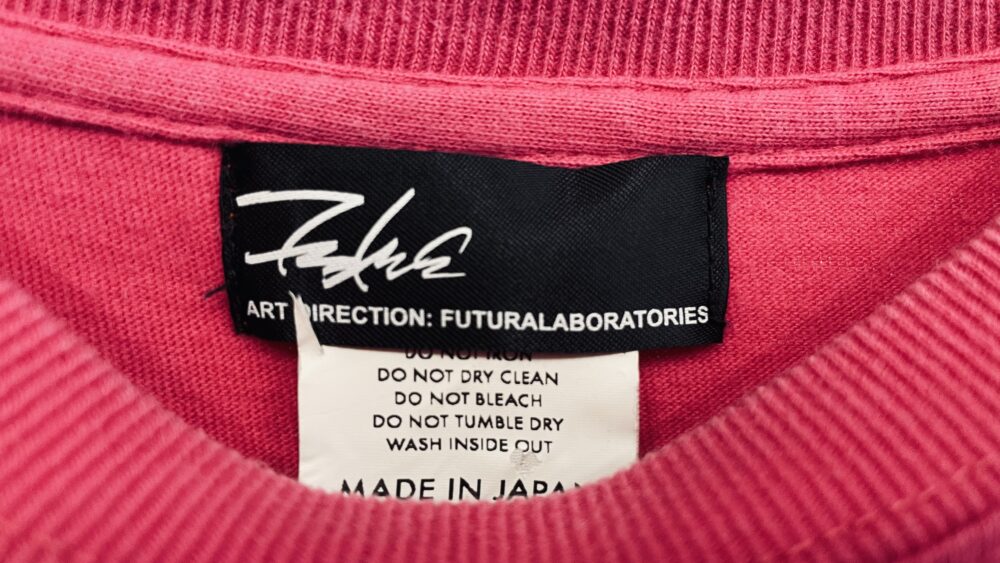 Futura
ART DIRECTION: FUTURALABORATORIES
DO NOT IRON
DO NOT DRY CLEAN
DO NOT BLEACH
DO NOT TUMBLE DRY
WASH INSIDE OUT
MADE IN JAPAN